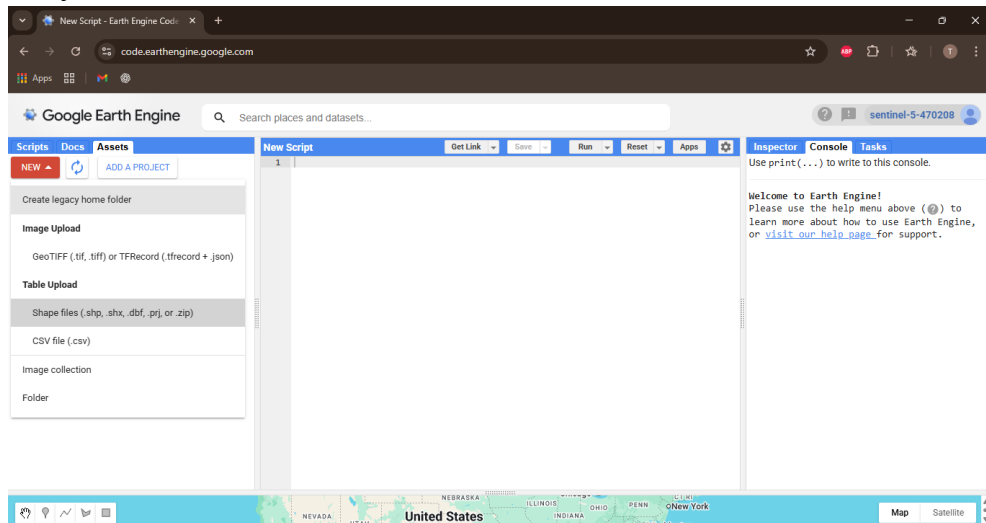 New Script - Earth Engine Code
code.earthengine.google.com
ABP
T
Apps
Google Earth Engine
Search places and datasets...
sentinel-5-470208
Scripts Docs Assets
NEW
ADD A PROJECT
Create legacy home folder
Image Upload
GeoTIFF (.tif, .tiff) or TFRecord (.tfrecord + .json)
Table Upload
Shape files (.shp, .shx, .dbf, .prj, or .zip)
CSV file (.csv)
Image collection
Folder
New Script
Get Link Save Run Reset Apps
1
Inspector Console Tasks
Use print(...) to write to this console.
Welcome to Earth Engine!
Please use the help menu above (?) to
learn more about how to use Earth Engine,
or visit our help page for support.
NEBRASKA
ILLINOIS
OHIO
PENN
New York
NEVADA
United States
INDIANA
Map Satellite